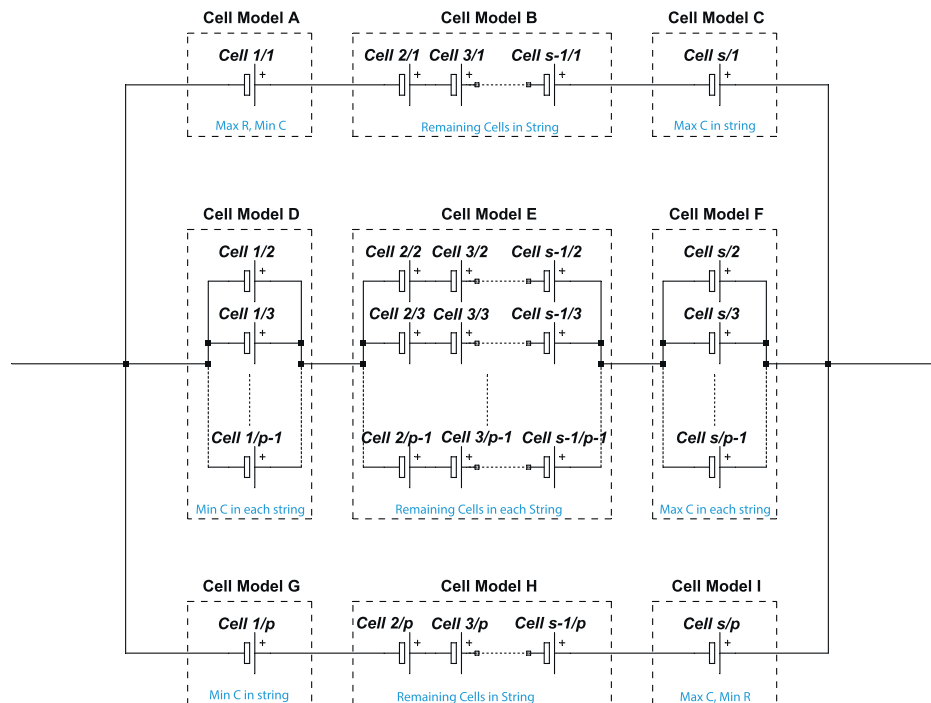 Cell Model A Cell Model B Cell Model C
Cell 1/1 Cell 2/1 Cell 3/1 Cell s-1/1 Cell s/1
+ + + + +
Max R, Min C Remaining Cells in String Max C in string
Cell Model D Cell Model E Cell Model F
Cell 1/2 Cell 2/2 Cell 3/2 Cell s-1/2 Cell s/2
+ + + + +
Cell 1/3 Cell 2/3 Cell 3/3 Cell s-1/3 Cell s/3
+ + + + +
Cell 1/p-1 Cell 2/p-1 Cell 3/p-1 Cell s-1/p-1 Cell s/p-1
+ + + + +
Min C in each string Remaining Cells in each String Max C in each string
Cell Model G Cell Model H Cell Model I
Cell 1/p Cell 2/p Cell 3/p Cell s-1/p Cell s/p
+ + + + +
Min C in string Remaining Cells in String Max C, Min R